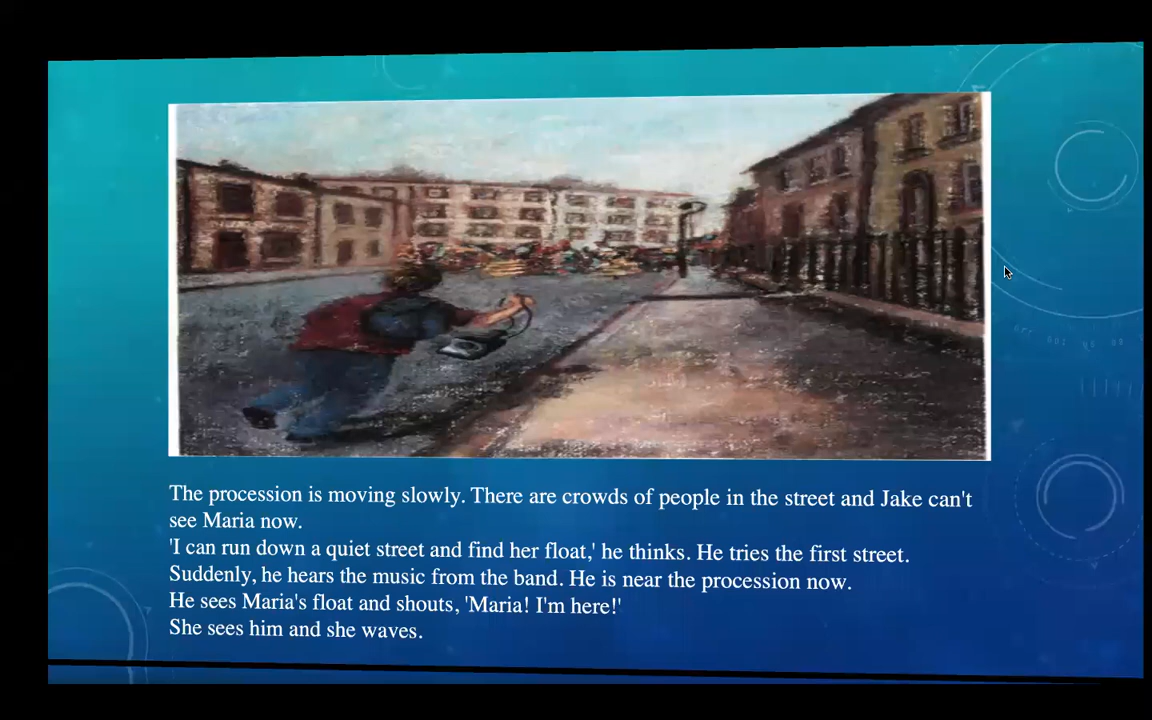 The procession is moving slowly. There are crowds of people in the street and Jake can't
see Maria now.
'I can run down a quiet street and find her float,' he thinks. He tries the first street.
Suddenly, he hears the music from the band. He is near the procession now.
He sees Maria's float and shouts, 'Maria! I'm here!'
She sees him and she waves.